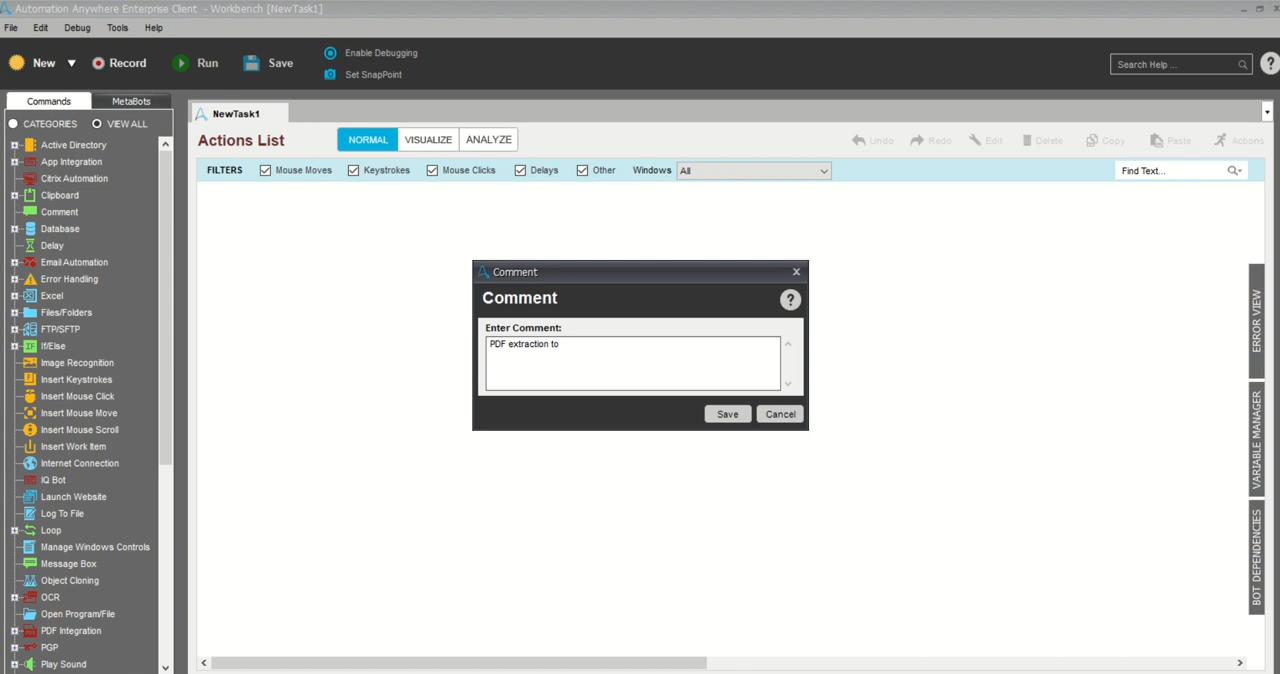 Automation Anywhere Enterprise Client - Workbench [NewTask1]
File Edit Debug Tools Help
New Record Run Save
Enable Debugging
Set SnapPoint
Search Help ...
?
Commands MetaBots
CATEGORIES VIEW ALL
Active Directory
App Integration
Citrix Automation
Clipboard
Comment
Database
Delay
Email Automation
Error Handling
Excel
Files/Folders
FTP/SFTP
IF If/Else
Image Recognition
Insert Keystrokes
Insert Mouse Click
Insert Mouse Move
Insert Mouse Scroll
Insert Work Item
Internet Connection
IQ Bot
Launch Website
Log To File
Loop
Manage Windows Controls
Message Box
Object Cloning
OCR
Open Program/File
PDF Integration
PGP
Play Sound
NewTask1
Actions List NORMAL VISUALIZE ANALYZE
Undo Redo Edit Delete Copy Paste Actions
FILTERS Mouse Moves Keystrokes Mouse Clicks Delays Other Windows All Find Text...
Comment x
Comment ?
Enter Comment:
PDF extraction to
Save Cancel
ERROR VIEW
VARIABLE MANAGER
BOT DEPENDENCIES